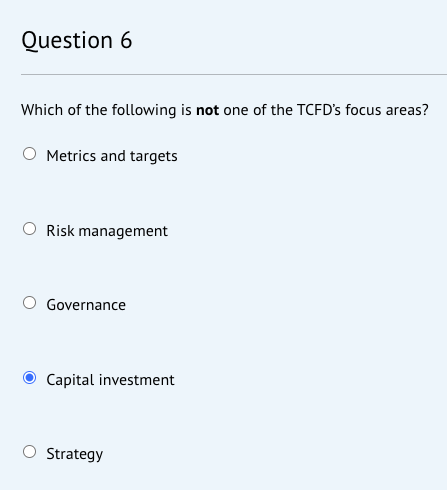 Question 6
Which of the following is not one of the TCFD's focus areas?
Metrics and targets
Risk management
Governance
Capital investment
Strategy